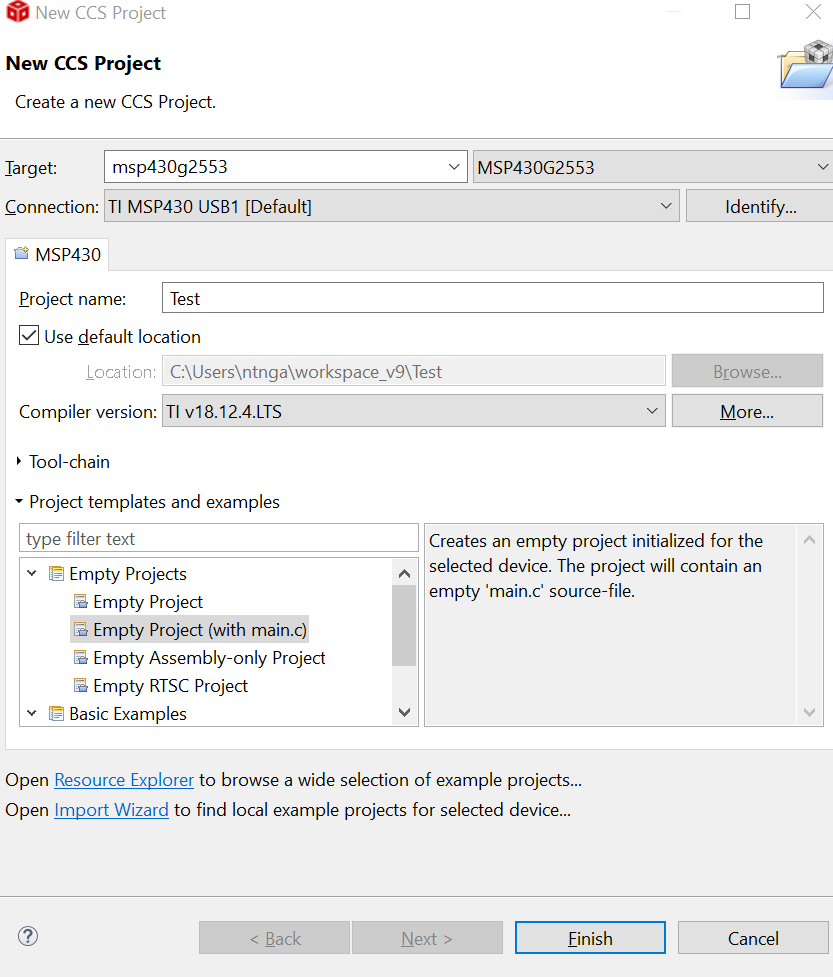 New CCS Project
New CCS Project
Create a new CCS Project.
Target: msp430g2553 MSP430G2553
Connection: TI MSP430 USB1 [Default] Identify...
MSP430
Project name: Test
Use default location
Location: C:\Users\ntnga\workspace_v9\Test Browse...
Compiler version: TI v18.12.4.LTS More...
Tool-chain
Project templates and examples
type filter text
Empty Projects
Empty Project
Empty Project (with main.c)
Empty Assembly-only Project
Empty RTSC Project
Basic Examples
Creates an empty project initialized for the
selected device. The project will contain an
empty 'main.c' source-file.
Open Resource Explorer to browse a wide selection of example projects...
Open Import Wizard to find local example projects for selected device...
? < Back Next > Finish Cancel